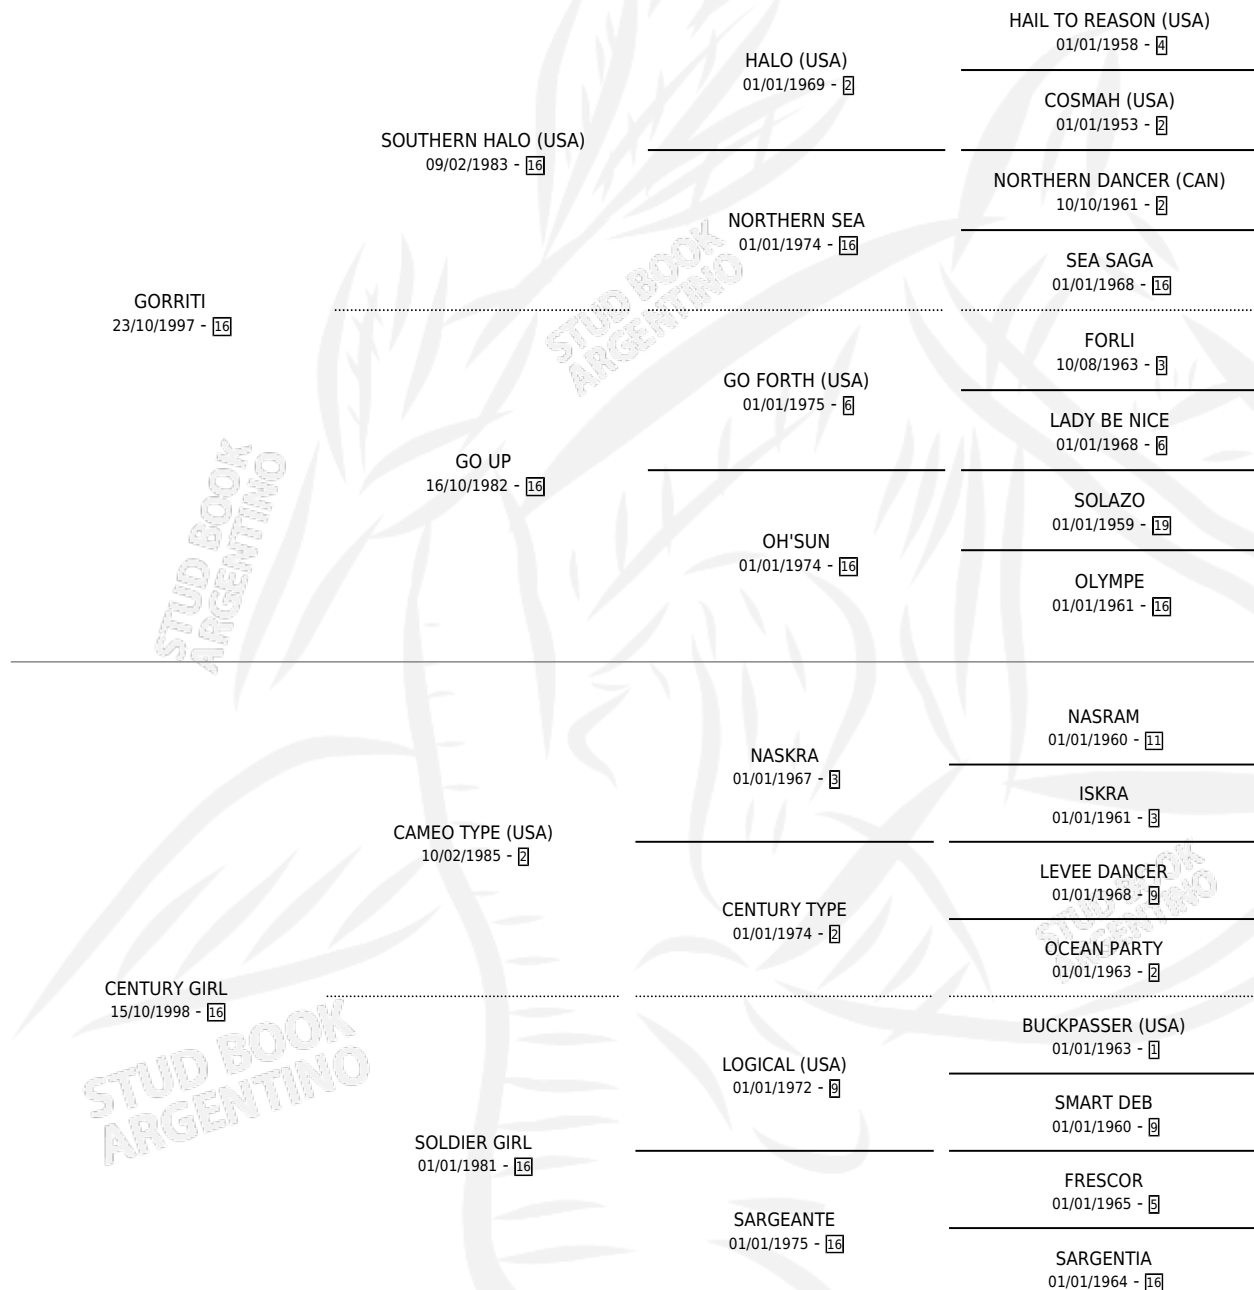 HAIL TO REASON (USA)
01/01/1958 - 4
HALO (USA)
01/01/1969 - 2
COSMAH (USA)
01/01/1953 - 2
SOUTHERN HALO (USA)
09/02/1983 - 16
NORTHERN DANCER (CAN)
10/10/1961 - 2
NORTHERN SEA
01/01/1974 - 16
SEA SAGA
01/01/1968 - 16
STUD BOOK
ARGENTINO
GORRITI
23/10/1997 - 16
FORLI
10/08/1963 - 3
GO FORTH (USA)
01/01/1975 - 6
LADY BE NICE
01/01/1968 - 6
GO UP
16/10/1982 - 16
SOLAZO
01/01/1959 - 19
OH'SUN
01/01/1974 - 16
OLYMPE
01/01/1961 - 16
STUD BOOK
ARGENTINO
NASRAM
01/01/1960 - 11
NASKRA
01/01/1967 - 3
ISKRA
01/01/1961 - 3
CAMEO TYPE (USA)
10/02/1985 - 2
LEVEE DANCER
01/01/1968 - 9
CENTURY TYPE
01/01/1974 - 2
OCEAN PARTY
01/01/1963 - 2
STUD BOOK
ARGENTINO
CENTURY GIRL
15/10/1998 - 16
BUCKPASSER (USA)
01/01/1963 - 1
LOGICAL (USA)
01/01/1972 - 9
SMART DEB
01/01/1960 - 9
STUD BOOK
ARGENTINO
SOLDIER GIRL
01/01/1981 - 16
FRESCOR
01/01/1965 - 5
SARGEANTE
01/01/1975 - 16
SARGENTIA
01/01/1964 - 16